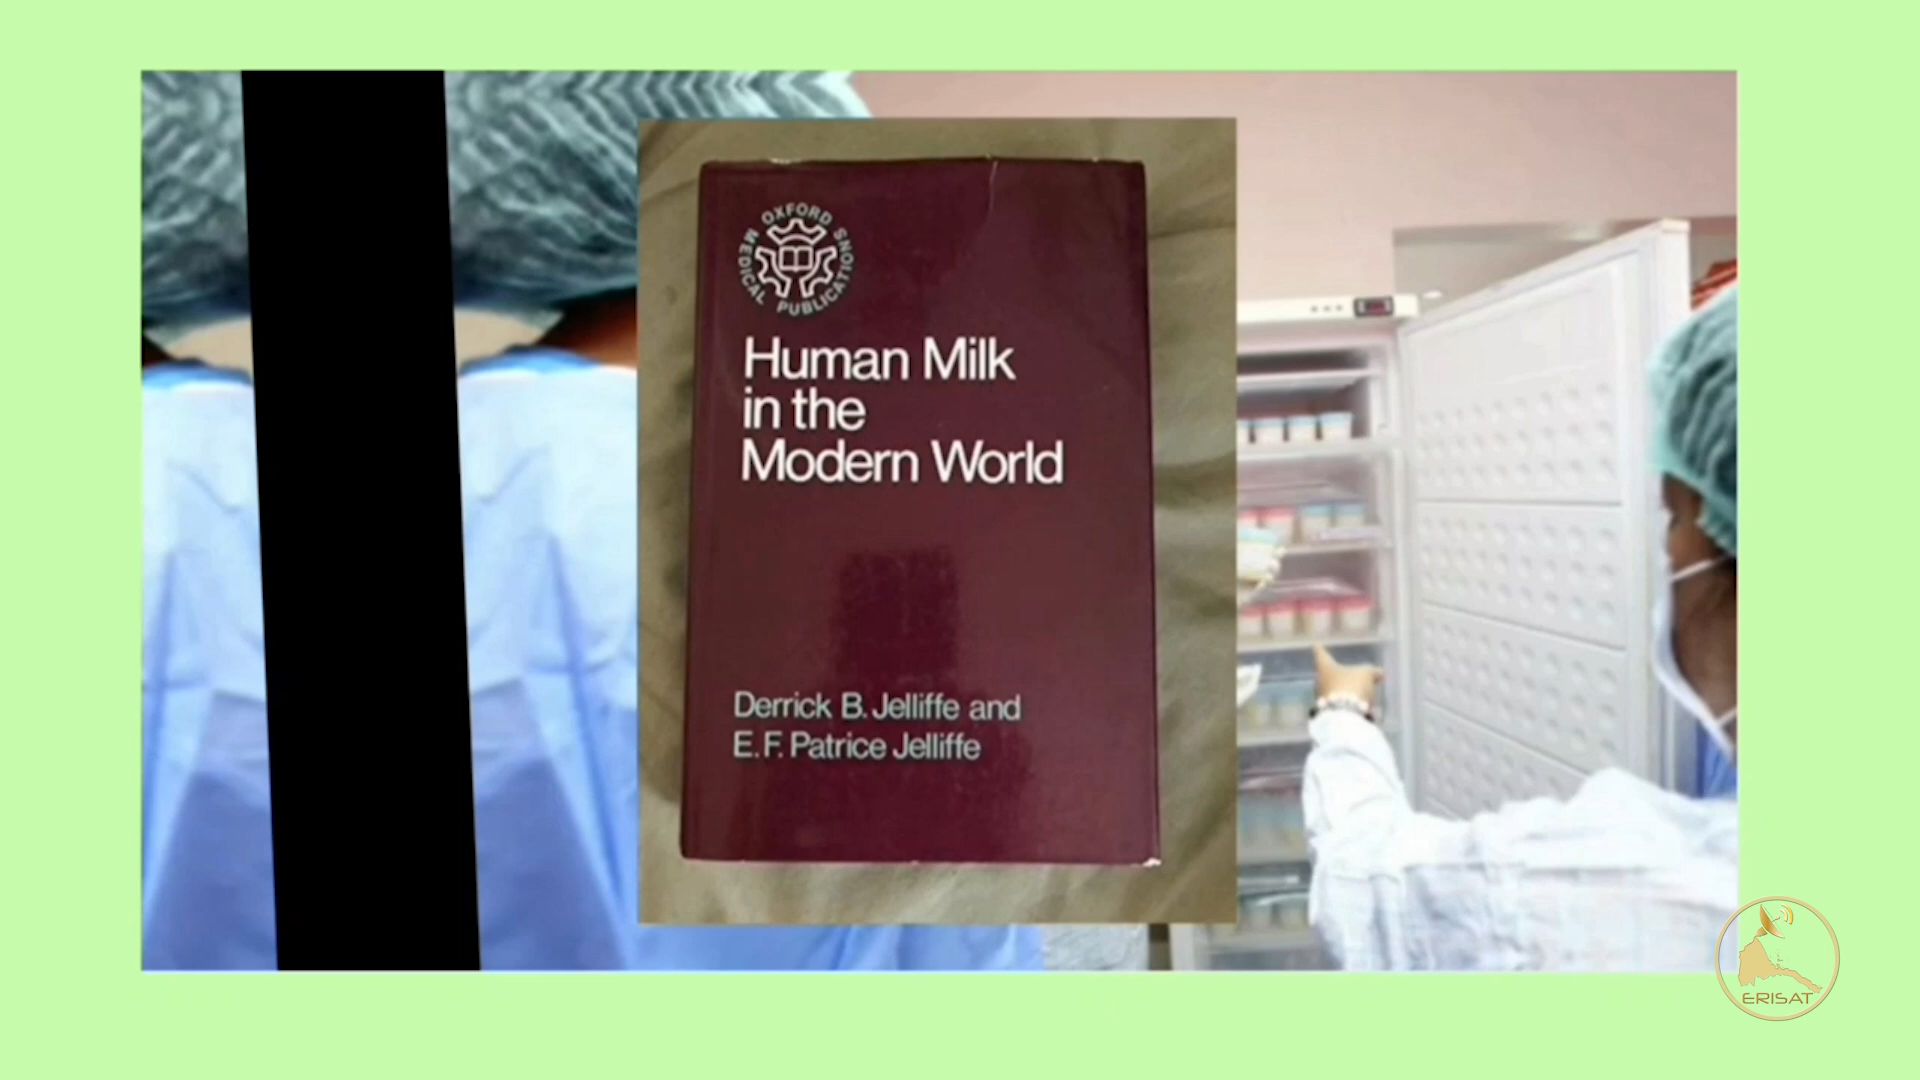 OXFORD MEDICAL PUBLICATIONS
Human Milk
in the
Modern World
Derrick B. Jelliffe and
E. F. Patrice Jelliffe
ERISAT